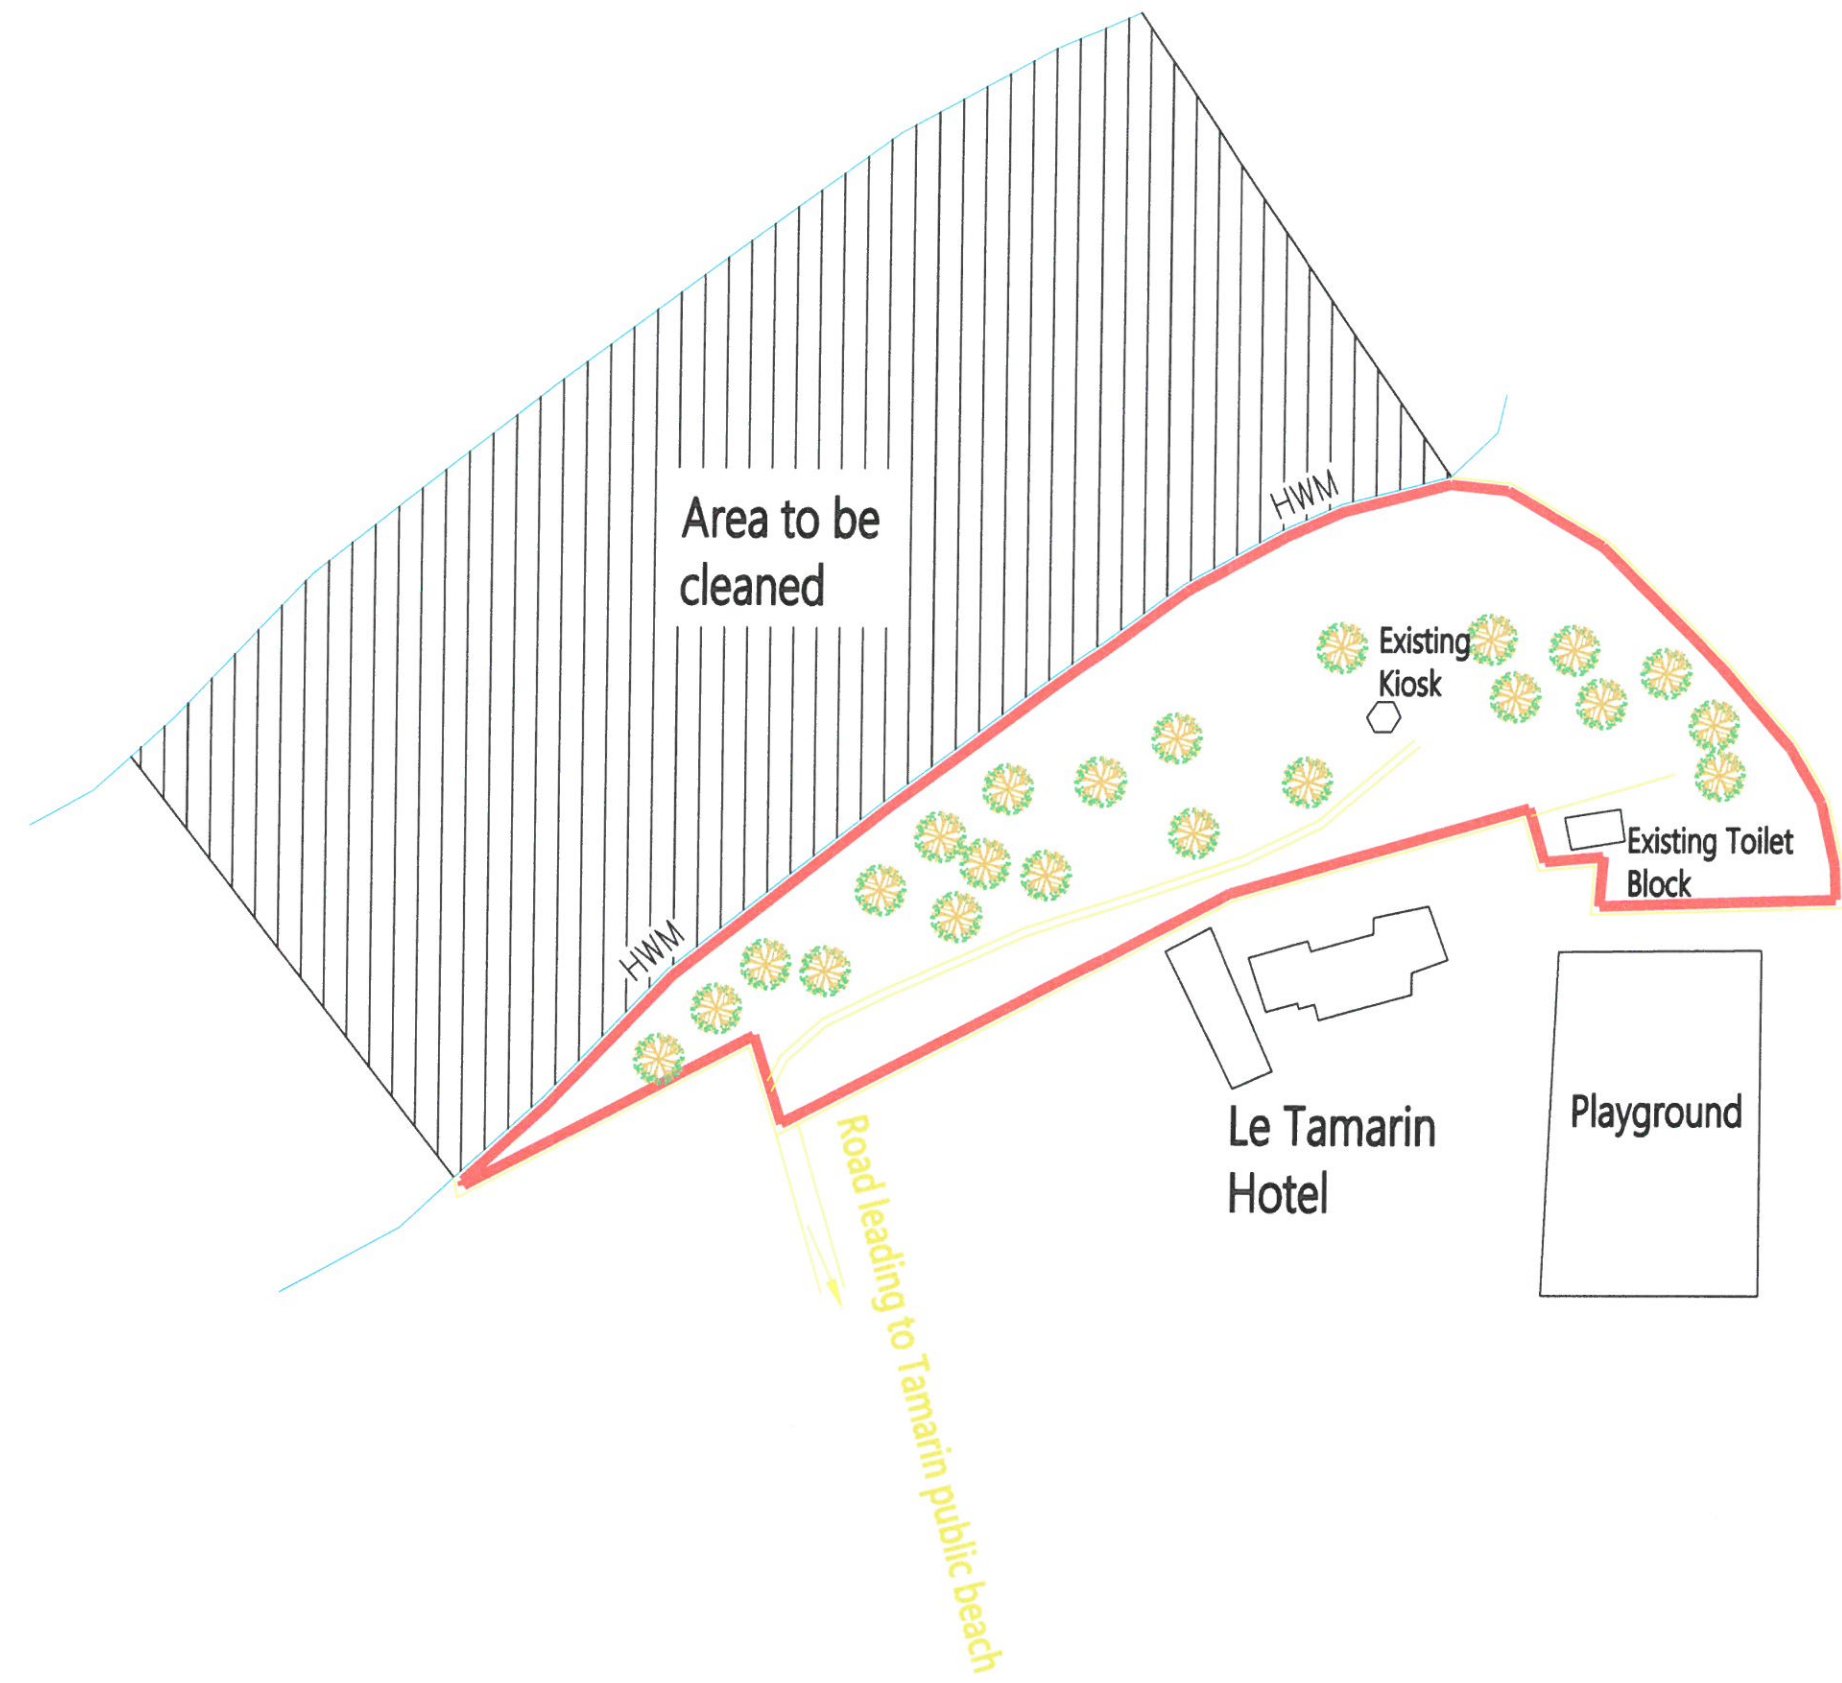 Area to be
cleaned
HWM
HWM
Existing
Kiosk
Existing Toilet
Block
Le Tamarin
Hotel
Playground
Road leading to Tamarin public beach